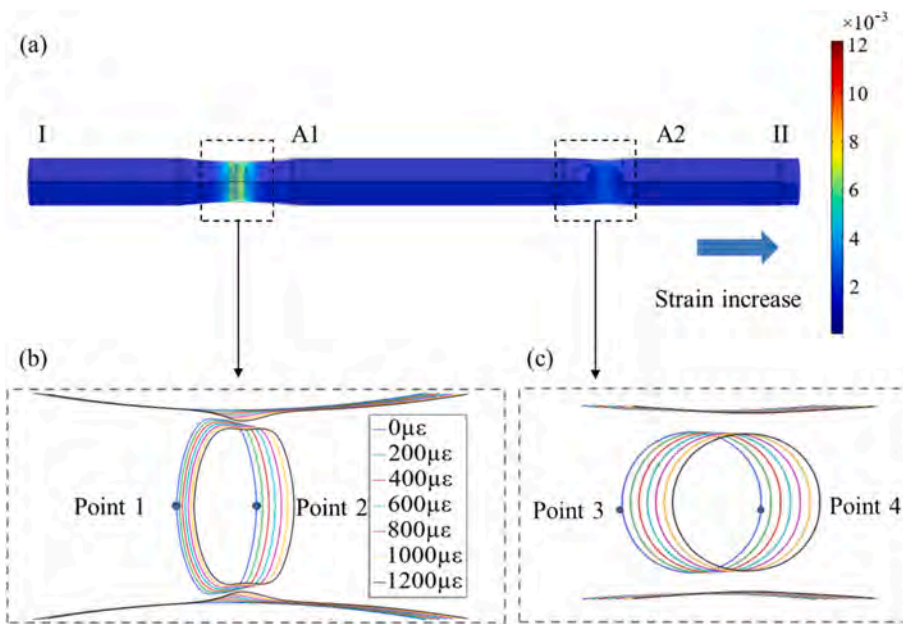 (a)
×10⁻³
12
10
8
6
4
2
I
A1
A2
II
Strain increase
(b)
(c)
Point 1
Point 2
0με
200με
400με
600με
800με
1000με
1200με
Point 3
Point 4